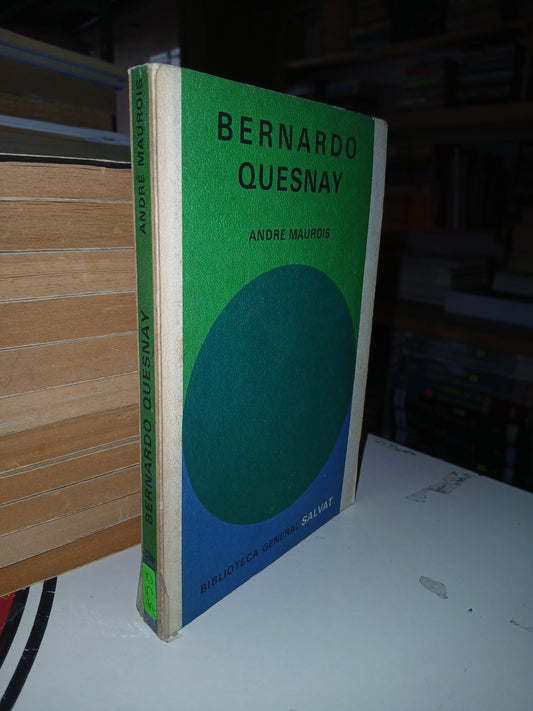 BERNARDO
QUESNAY
ANDRÉ MAUROIS
BIBLIOTECA GENERAL SALVAT
BERNARDO QUESNAY ANDRÉ MAUROIS